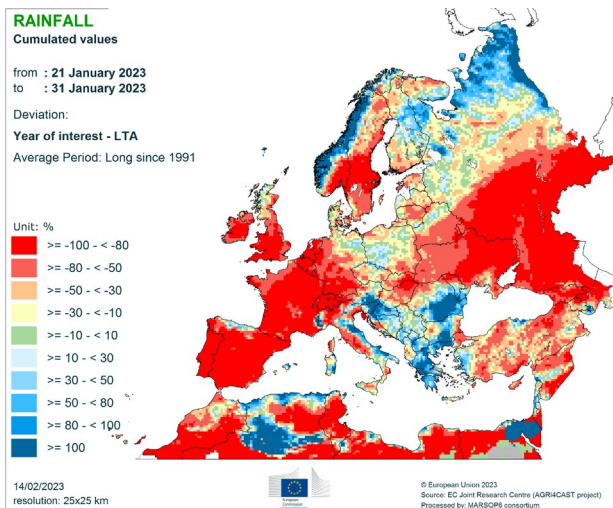 RAINFALL
Cumulated values
from : 21 January 2023
to : 31 January 2023
Deviation:
Year of interest - LTA
Average Period: Long since 1991
Unit: %
>= -100 - < -80
>= -80 - < -50
>= -50 - < -30
>= -30 - < -10
>= -10 - < 10
>= 10 - < 30
>= 30 - < 50
>= 50 - < 80
>= 80 - < 100
>= 100
14/02/2023
resolution: 25x25 km
European
Commission
© European Union 2023
Source: EC Joint Research Centre (AGRI4CAST project)
Processed by: MARSOP6 consortium